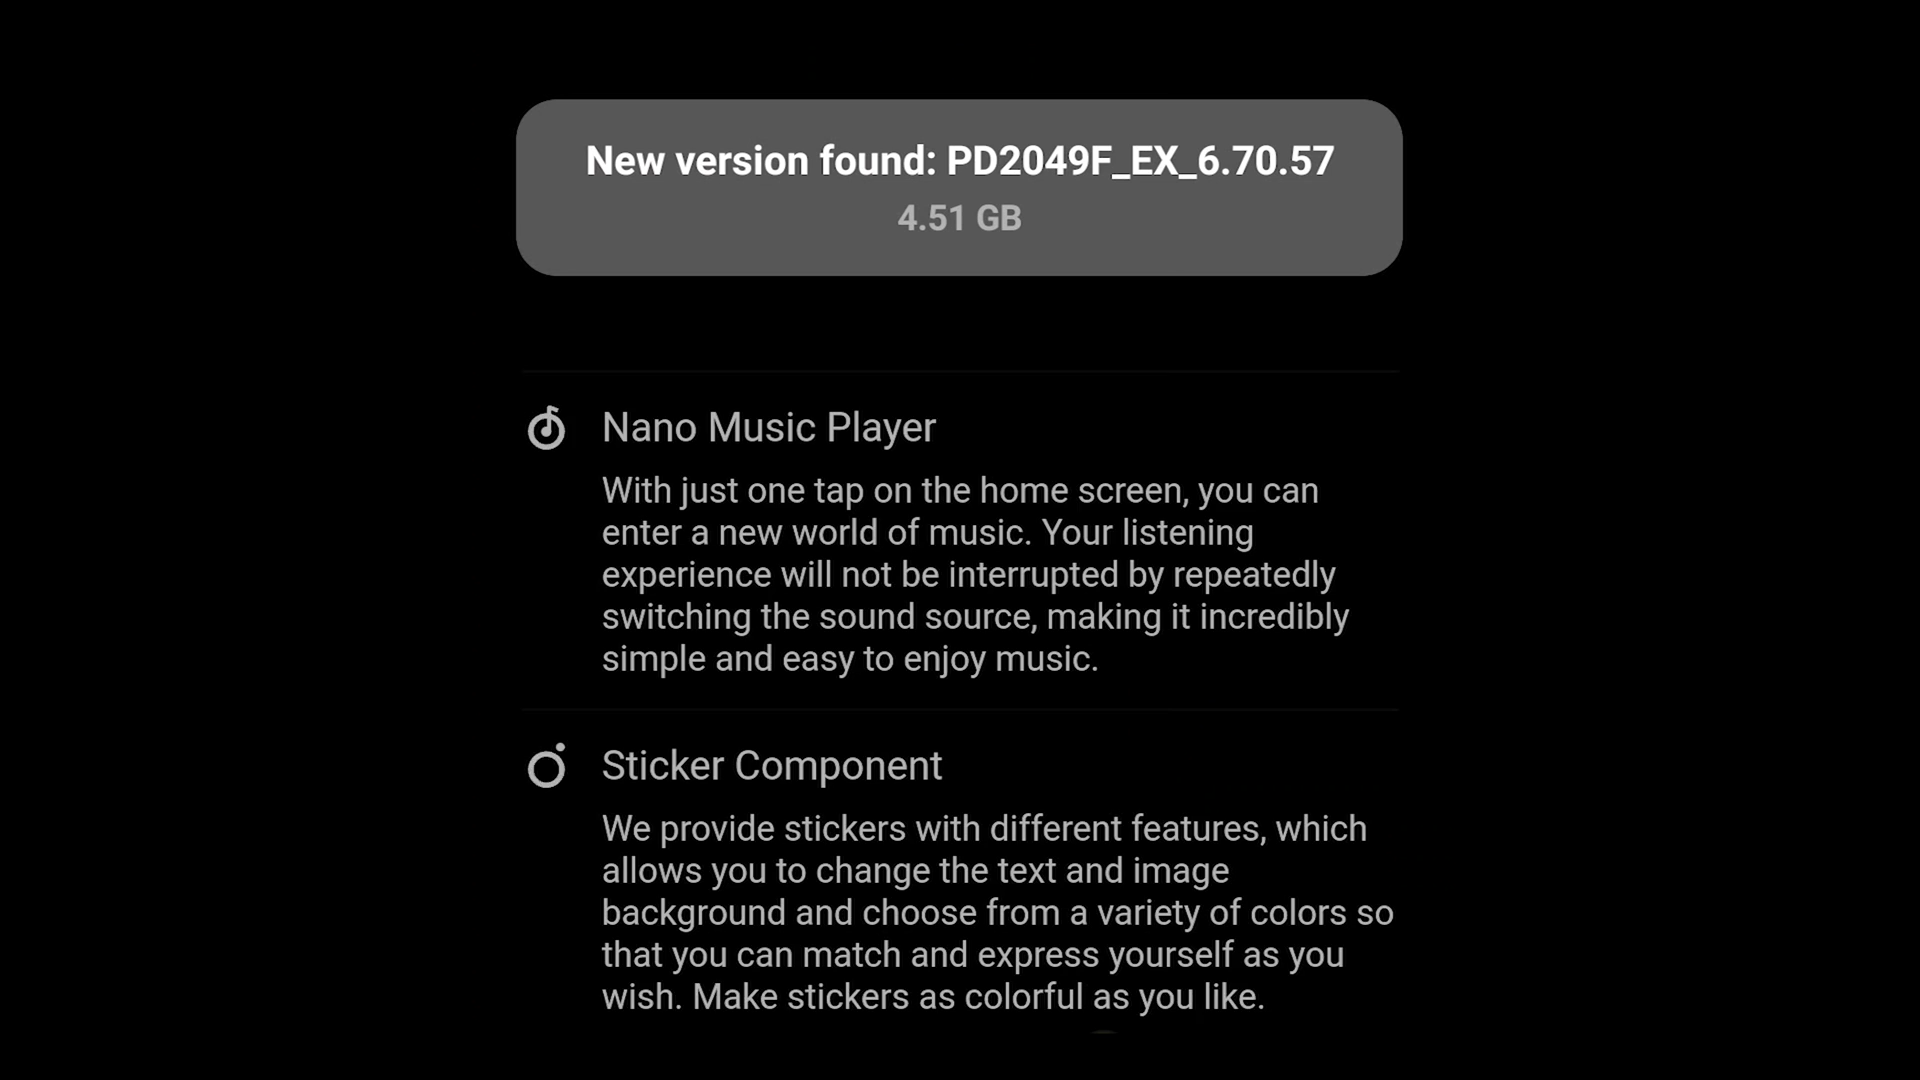 New version found: PD2049F_EX_6.70.57
4.51 GB
Nano Music Player
With just one tap on the home screen, you can
enter a new world of music. Your listening
experience will not be interrupted by repeatedly
switching the sound source, making it incredibly
simple and easy to enjoy music.
Sticker Component
We provide stickers with different features, which
allows you to change the text and image
background and choose from a variety of colors so
that you can match and express yourself as you
wish. Make stickers as colorful as you like.